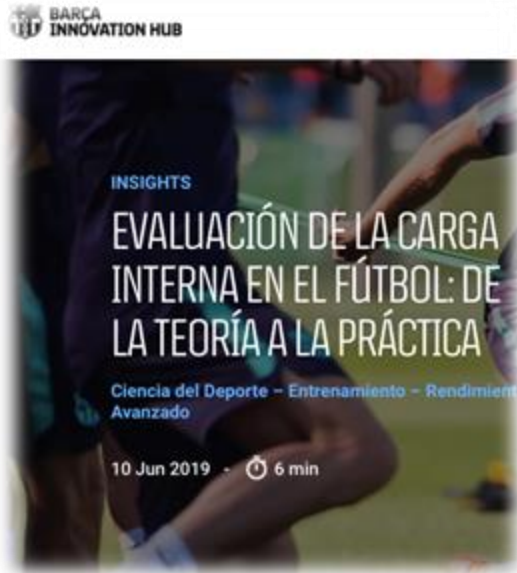 BARÇA
INNOVATION HUB
INSIGHTS
EVALUACIÓN DE LA CARGA
INTERNA EN EL FÚTBOL: DE
LA TEORÍA A LA PRÁCTICA
Ciencia del Deporte – Entrenamiento – Rendimien
Avanzado
10 Jun 2019 - 6 min